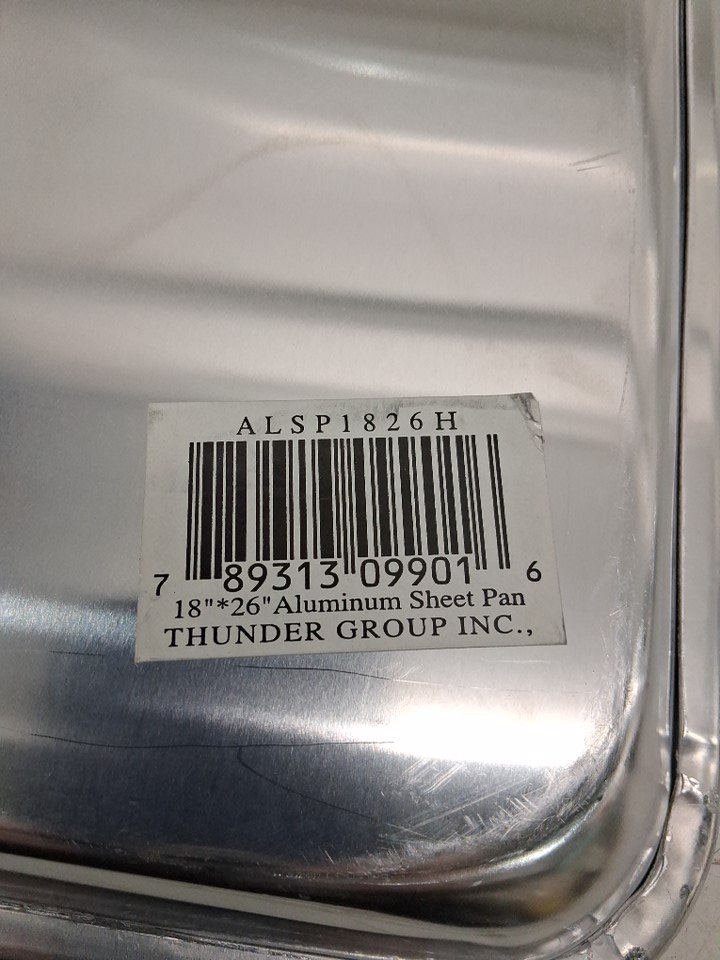 ALSP1826H
7 89313 09901 6
18"*26"Aluminum Sheet Pan
THUNDER GROUP INC.,